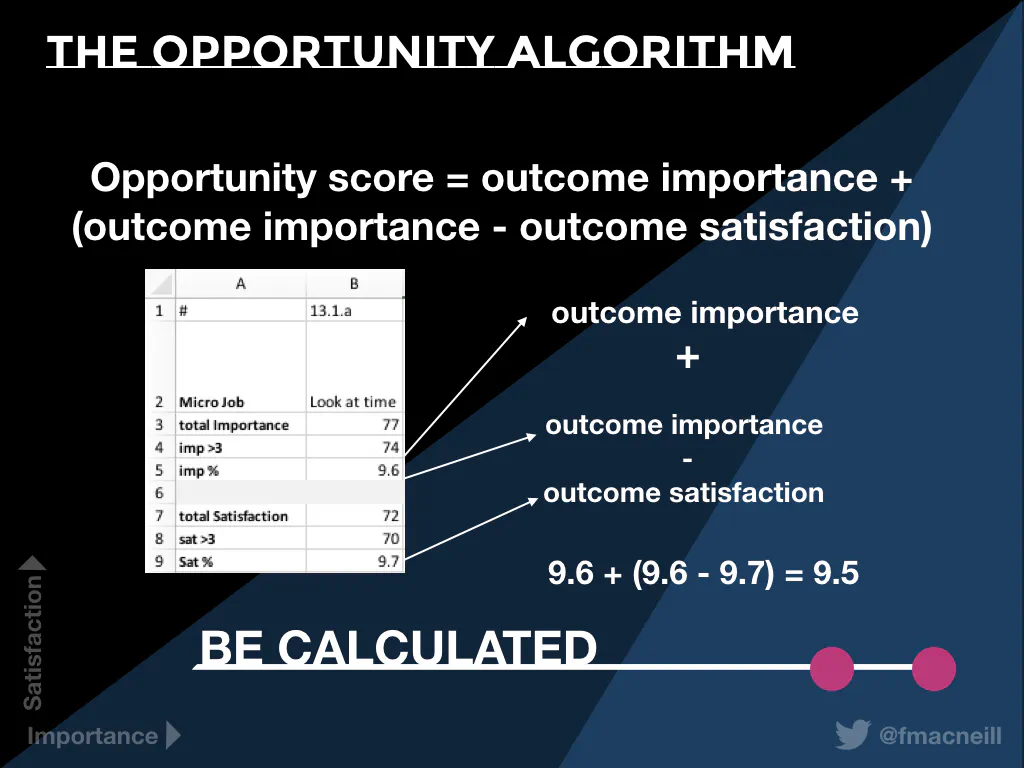 THE OPPORTUNITY ALGORITHM
Opportunity score = outcome importance +
(outcome importance - outcome satisfaction)
A B
1 # 13.1.a
2 Micro Job Look at time
3 total Importance 77
4 imp >3 74
5 imp % 9.6
6
7 total Satisfaction 72
8 sat >3 70
9 Sat % 9.7
outcome importance
+
outcome importance
-
outcome satisfaction
9.6 + (9.6 - 9.7) = 9.5
BE CALCULATED
Satisfaction
Importance
@fmacneill